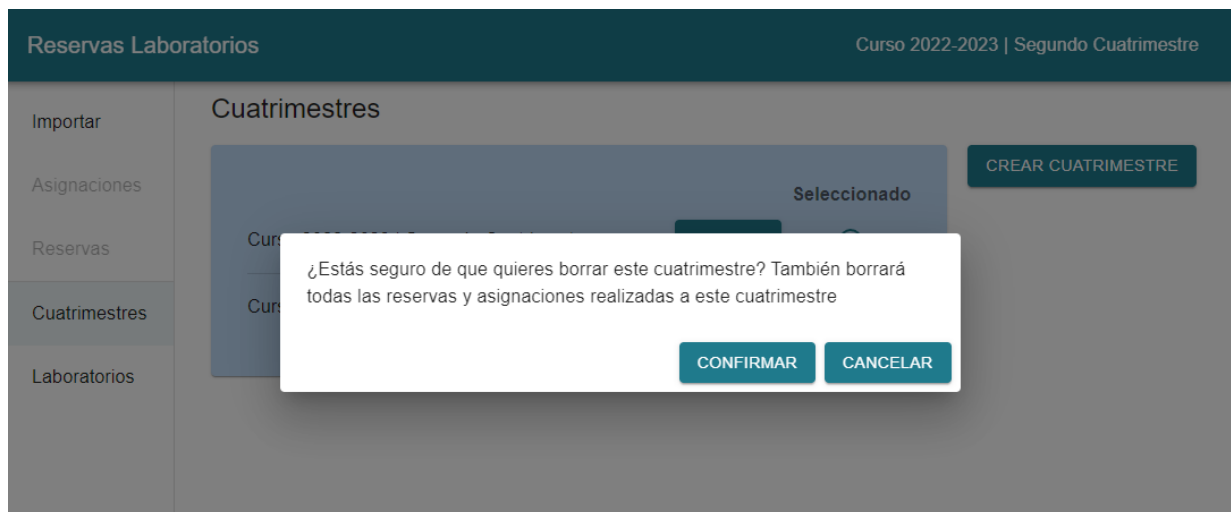 Reservas Laboratorios
Curso 2022-2023 | Segundo Cuatrimestre
Importar
Asignaciones
Reservas
Cuatrimestres
Laboratorios
Cuatrimestres
CREAR CUATRIMESTRE
Seleccionado
¿Estás seguro de que quieres borrar este cuatrimestre? También borrará
todas las reservas y asignaciones realizadas a este cuatrimestre
CONFIRMAR
CANCELAR